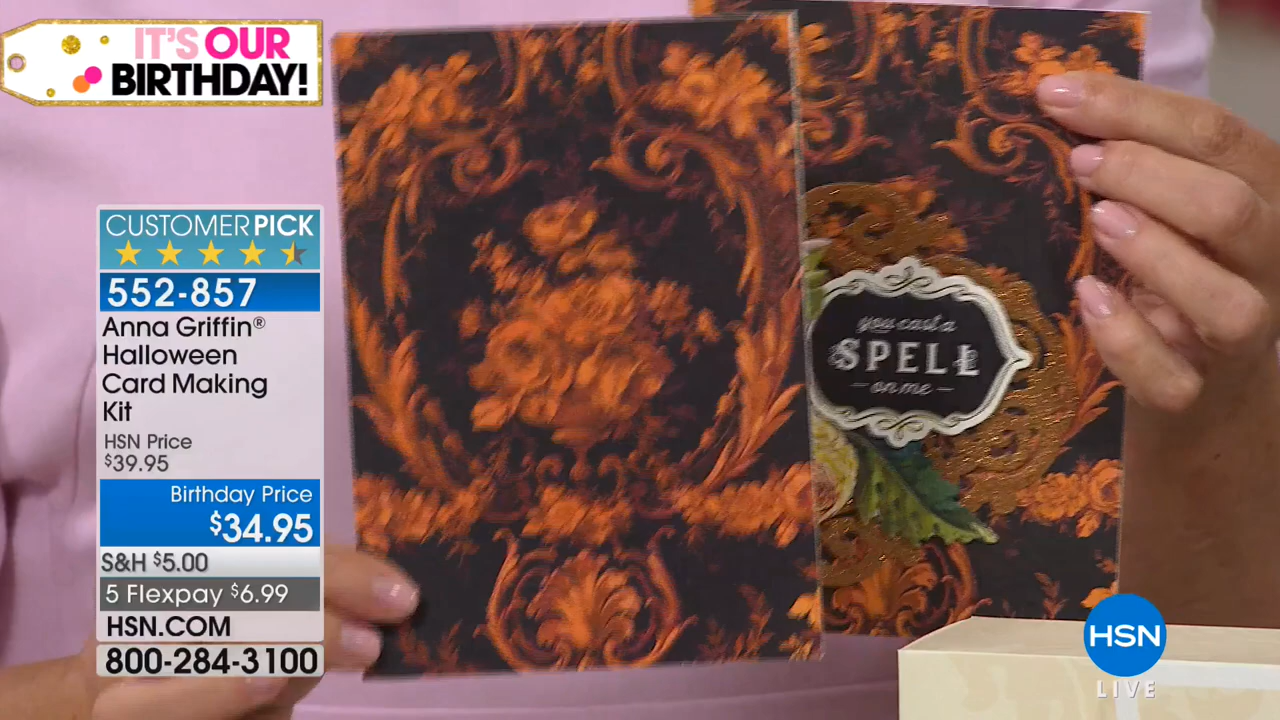 IT'S OUR
BIRTHDAY!
CUSTOMER PICK
552-857
Anna Griffin®
Halloween
Card Making
Kit
HSN Price
$39.95
Birthday Price
$34.95
S&H $5.00
5 Flexpay $6.99
HSN.COM
800-284-3100
you cast a
SPELL
— on me —
HSN
LIVE